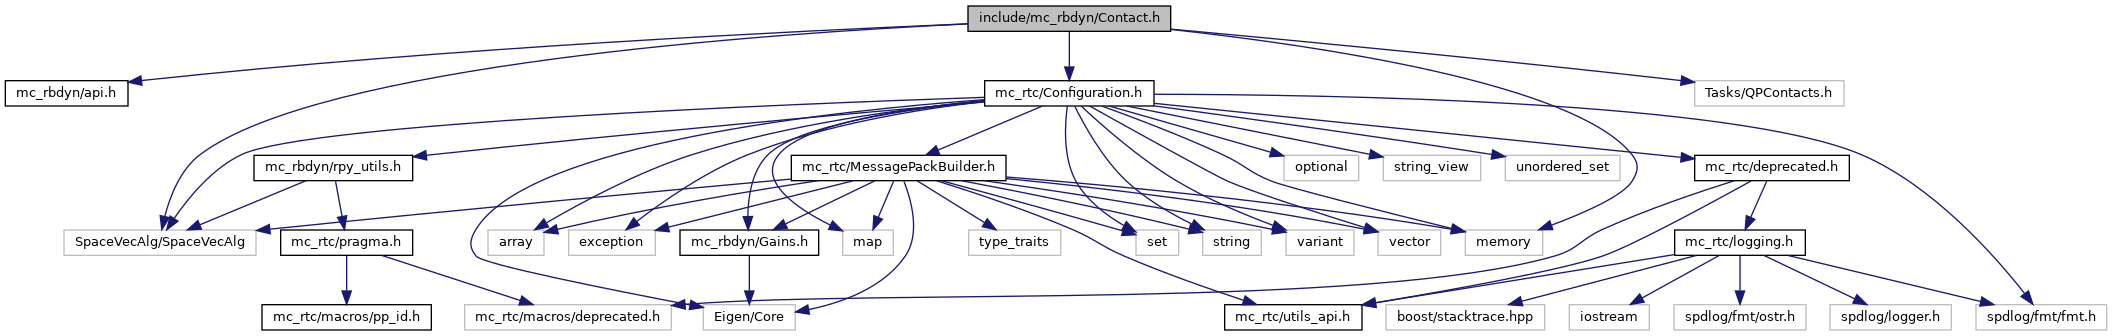 include/mc_rbdyn/Contact.h
mc_rbdyn/api.h
mc_rtc/Configuration.h
Tasks/QPContacts.h
mc_rbdyn/rpy_utils.h
mc_rtc/MessagePackBuilder.h
optional
string_view
unordered_set
mc_rtc/deprecated.h
SpaceVecAlg/SpaceVecAlg
mc_rtc/pragma.h
array
exception
mc_rbdyn/Gains.h
map
type_traits
set
string
variant
vector
memory
mc_rtc/logging.h
mc_rtc/macros/pp_id.h
mc_rtc/macros/deprecated.h
Eigen/Core
mc_rtc/utils_api.h
boost/stacktrace.hpp
iostream
spdlog/fmt/ostr.h
spdlog/logger.h
spdlog/fmt/fmt.h